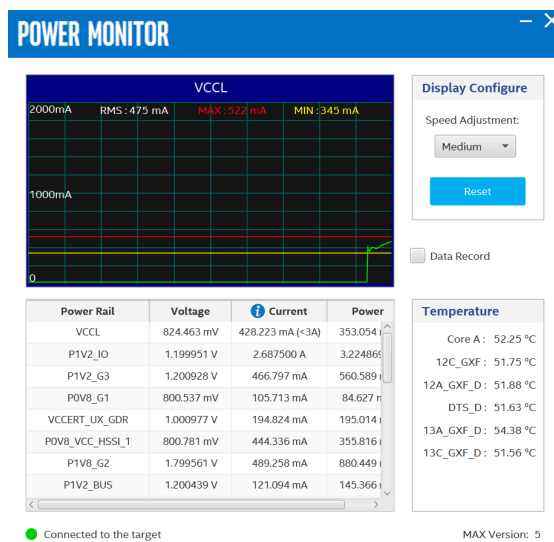 POWER MONITOR
VCCL
2000mA RMS : 475 mA MAX : 522 mA MIN : 345 mA
1000mA
0
Display Configure
Speed Adjustment:
Medium
Reset
Data Record
Power Rail Voltage Current Power
VCCL 824.463 mV 428.223 mA (<3A) 353.054
P1V2_IO 1.199951 V 2.687500 A 3.224869
P1V2_G3 1.200928 V 466.797 mA 560.589
P0V8_G1 800.537 mV 105.713 mA 84.627
VCCERT_UX_GDR 1.000977 V 194.824 mA 195.014
P0V8_VCC_HSSI_1 800.781 mV 444.336 mA 355.816
P1V8_G2 1.799561 V 489.258 mA 880.449
P1V2_BUS 1.200439 V 121.094 mA 145.366
Temperature
Core A : 52.25 °C
12C_GXF : 51.75 °C
12A_GXF_D : 51.88 °C
DTS_D : 51.63 °C
13A_GXF_D : 54.38 °C
13C_GXF_D : 51.56 °C
Connected to the target
MAX Version: 5